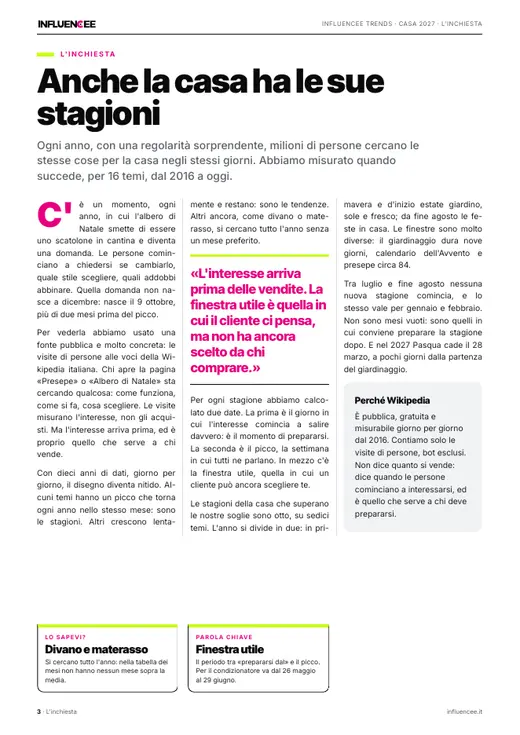 INFLUENCEE
INFLUENCEE TRENDS · CASA 2027 · L'INCHIESTA
L'INCHIESTA
Anche la casa ha le sue
stagioni
Ogni anno, con una regolarità sorprendente, milioni di persone cercano le
stesse cose per la casa negli stessi giorni. Abbiamo misurato quando
succede, per 16 temi, dal 2016 a oggi.
C'è un momento, ogni
anno, in cui l'albero di
Natale smette di essere
uno scatolone in cantina e diventa
una domanda. Le persone comin-
ciano a chiedersi se cambiarlo,
quale stile scegliere, quali addobbi
abbinare. Quella domanda non na-
sce a dicembre: nasce il 9 ottobre,
più di due mesi prima del picco.
Per vederla abbiamo usato una
fonte pubblica e molto concreta: le
visite di persone alle voci della Wi-
kipedia italiana. Chi apre la pagina
«Presepe» o «Albero di Natale» sta
cercando qualcosa: come funziona,
come si fa, cosa scegliere. Le visite
misurano l'interesse, non gli acqui-
sti. Ma l'interesse arriva prima, ed è
proprio quello che serve a chi
vende.
Con dieci anni di dati, giorno per
giorno, il disegno diventa nitido. Al-
cuni temi hanno un picco che torna
ogni anno nello stesso mese: sono
le stagioni. Altri crescono lenta-
mente e restano: sono le tendenze.
Altri ancora, come divano o mate-
rasso, si cercano tutto l'anno senza
un mese preferito.
«L'interesse arriva
prima delle vendite. La
finestra utile è quella in
cui il cliente ci pensa,
ma non ha ancora
scelto da chi
comprare.»
Per ogni stagione abbiamo calco-
lato due date. La prima è il giorno in
cui l'interesse comincia a salire
davvero: è il momento di prepararsi.
La seconda è il picco, la settimana
in cui tutti ne parlano. In mezzo c'è
la finestra utile, quella in cui un
cliente può ancora scegliere te.
Le stagioni della casa che superano
le nostre soglie sono otto, su sedici
temi. L'anno si divide in due: in pri-
mavera e d'inizio estate giardino,
sole e fresco; da fine agosto le fe-
ste in casa. Le finestre sono molto
diverse: il giardinaggio dura nove
giorni, calendario dell'Avvento e
presepe circa 84.
Tra luglio e fine agosto nessuna
nuova stagione comincia, e lo
stesso vale per gennaio e febbraio.
Non sono mesi vuoti: sono quelli in
cui conviene preparare la stagione
dopo. E nel 2027 Pasqua cade il 28
marzo, a pochi giorni dalla partenza
del giardinaggio.
Perché Wikipedia
È pubblica, gratuita e
misurabile giorno per giorno
dal 2016. Contiamo solo le
visite di persone, bot esclusi.
Non dice quanto si vende:
dice quando le persone
cominciano a interessarsi, ed
è quello che serve a chi deve
prepararsi.
LO SAPEVI?
Divano e materasso
Si cercano tutto l'anno: nella tabella dei
mesi non hanno nessun mese sopra la
media.
PAROLA CHIAVE
Finestra utile
Il periodo tra «prepararsi dal» e il picco.
Per il condizionatore va dal 26 maggio
al 29 giugno.
3 · L'inchiesta
influencee.it